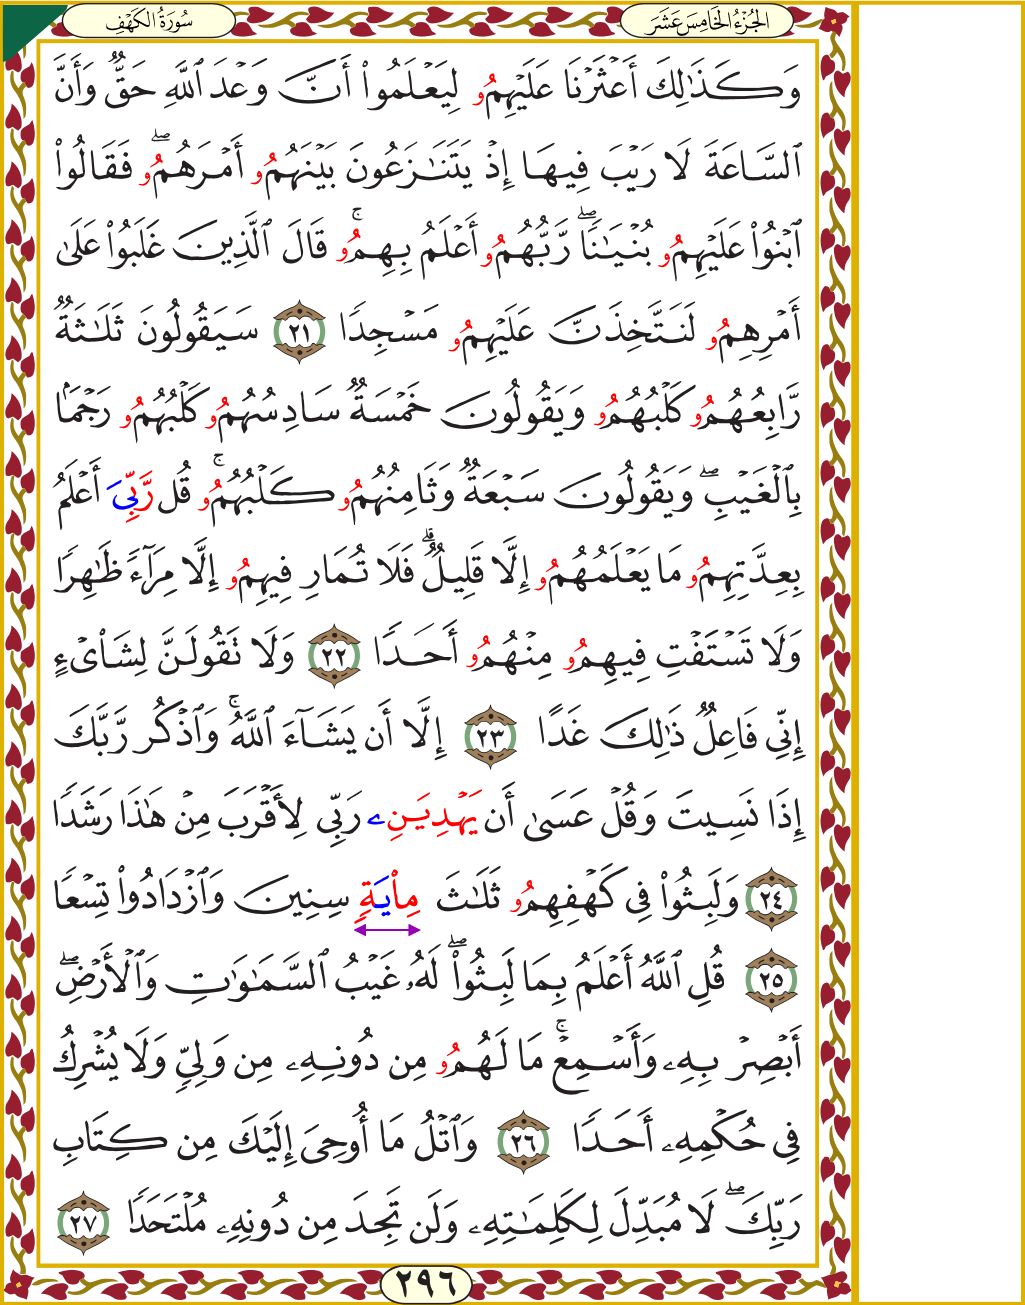 الجُزْءُ الخَامِسَ عَشَرَ
سُورَةُ الكَهْفِ
وَكَذَٰلِكَ أَعْثَرْنَا عَلَيْهِمُو لِيَعْلَمُوا۟ أَنَّ وَعْدَ ٱللَّهِ حَقٌّ وَأَنَّ
ٱلسَّاعَةَ لَا رَيْبَ فِيهَا إِذْ يَتَنَـٰزَعُونَ بَيْنَهُمُو أَمْرَهُمُو ۖ فَقَالُوا۟
ٱبْنُوا۟ عَلَيْهِمُو بُنْيَـٰنًا ۖ رَّبُّهُمُو أَعْلَمُ بِهِمُو ۚ قَالَ ٱلَّذِينَ غَلَبُوا۟ عَلَىٰ
أَمْرِهِمُو لَنَتَّخِذَنَّ عَلَيْهِمُو مَسْجِدًا ٢١ سَيَقُولُونَ ثَلَـٰثَةٌ
رَّابِعُهُمُو كَلْبُهُمُو وَيَقُولُونَ خَمْسَةٌ سَادِسُهُمُو كَلْبُهُمُو رَجْمًۢا
بِٱلْغَيْبِ ۖ وَيَقُولُونَ سَبْعَةٌ وَثَامِنُهُمُو كَلْبُهُمُو ۚ قُل رَّبِّىَ أَعْلَمُ
بِعِدَّتِهِمُو مَا يَعْلَمُهُمُو إِلَّا قَلِيلٌ ۗ فَلَا تُمَارِ فِيهِمُو إِلَّا مِرَآءً ظَـٰهِرًا
وَلَا تَسْتَفْتِ فِيهِمُو مِنْهُمُو أَحَدًا ٢٢ وَلَا تَقُولَنَّ لِشَا۟ىْءٍ
إِنِّى فَاعِلٌ ذَٰلِكَ غَدًا ٢٣ إِلَّا أَن يَشَآءَ ٱللَّهُ ۚ وَٱذْكُر رَّبَّكَ
إِذَا نَسِيتَ وَقُلْ عَسَىٰ أَن يَهْدِيَنِۦ رَبِّى لِأَقْرَبَ مِنْ هَـٰذَا رَشَدًا
٢٤ وَلَبِثُوا۟ فِى كَهْفِهِمُو ثَلَـٰثَ مِا۟يَةٍ سِنِينَ وَٱزْدَادُوا۟ تِسْعًا
٢٥ قُلِ ٱللَّهُ أَعْلَمُ بِمَا لَبِثُوا۟ ۖ لَهُۥ غَيْبُ ٱلسَّمَـٰوَٰتِ وَٱلْأَرْضِ ۖ
أَبْصِرْ بِهِۦ وَأَسْمِعْ ۚ مَا لَهُمُو مِن دُونِهِۦ مِن وَلِىٍّ وَلَا يُشْرِكُ
فِى حُكْمِهِۦ أَحَدًا ٢٦ وَٱتْلُ مَا أُوحِىَ إِلَيْكَ مِن كِتَابِ
رَبِّكَ ۖ لَا مُبَدِّلَ لِكَلِمَـٰتِهِۦ وَلَن تَجِدَ مِن دُونِهِۦ مُلْتَحَدًا ٢٧
٢٩٦